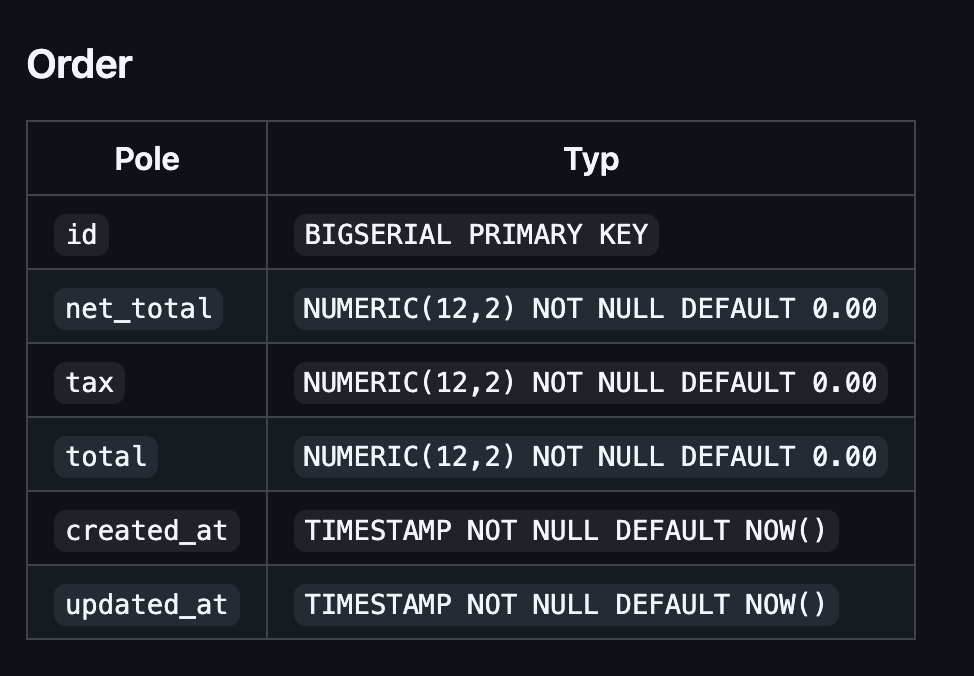 Order
Pole Typ
id BIGSERIAL PRIMARY KEY
net_total NUMERIC(12,2) NOT NULL DEFAULT 0.00
tax NUMERIC(12,2) NOT NULL DEFAULT 0.00
total NUMERIC(12,2) NOT NULL DEFAULT 0.00
created_at TIMESTAMP NOT NULL DEFAULT NOW()
updated_at TIMESTAMP NOT NULL DEFAULT NOW()